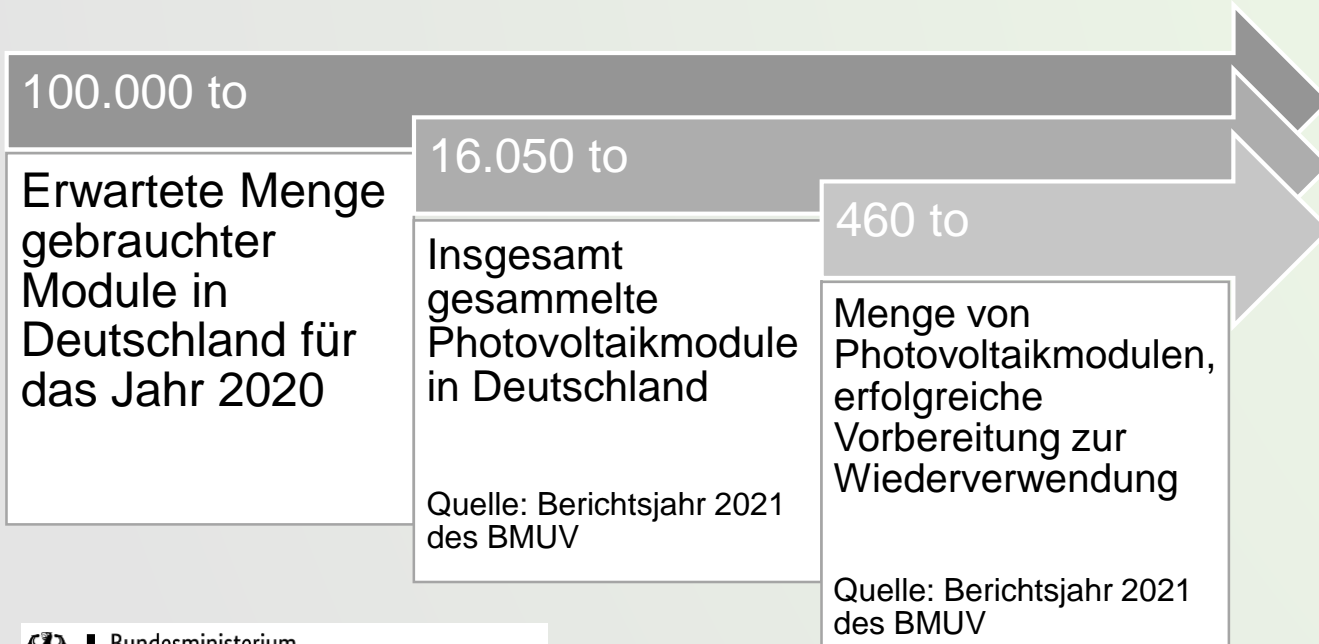 100.000 to
Erwartete Menge
gebrauchter
Module in
Deutschland für
das Jahr 2020
16.050 to
Insgesamt
gesammelte
Photovoltaikmodule
in Deutschland
Quelle: Berichtsjahr 2021
des BMUV
460 to
Menge von
Photovoltaikmodulen,
erfolgreiche
Vorbereitung zur
Wiederverwendung
Quelle: Berichtsjahr 2021
des BMUV
Bundesministerium